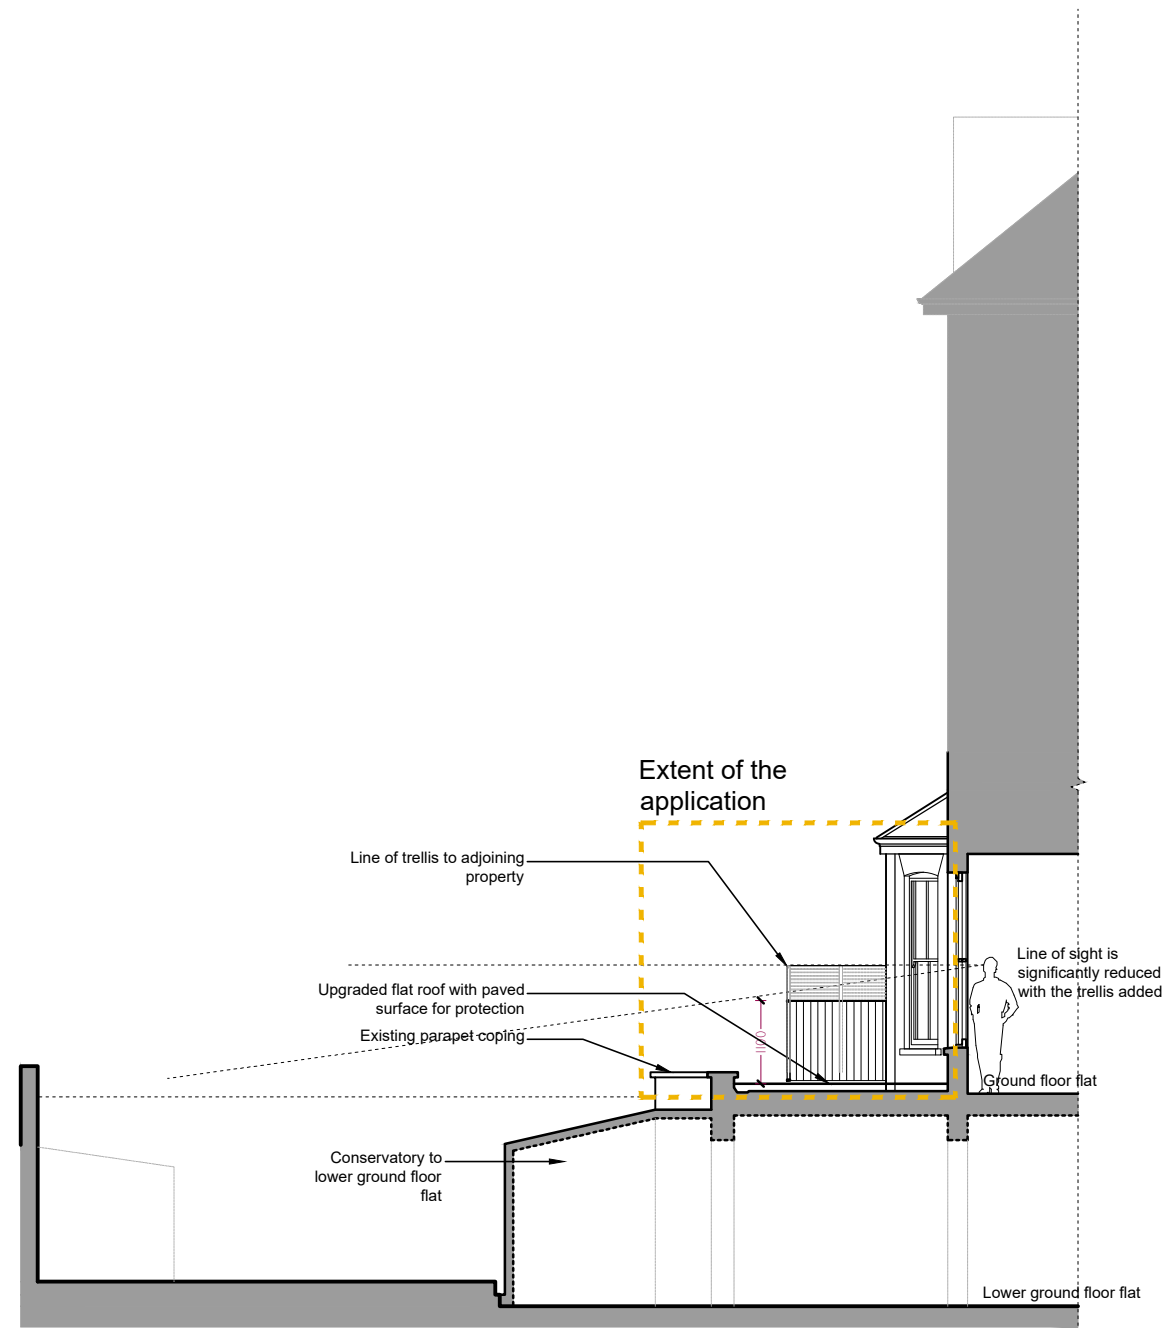 Extent of the
application
Line of trellis to adjoining
property
Line of sight is
significantly reduced
with the trellis added
Upgraded flat roof with paved
surface for protection
Existing parapet coping
1100
Ground floor flat
Conservatory to
lower ground floor
flat
Lower ground floor flat